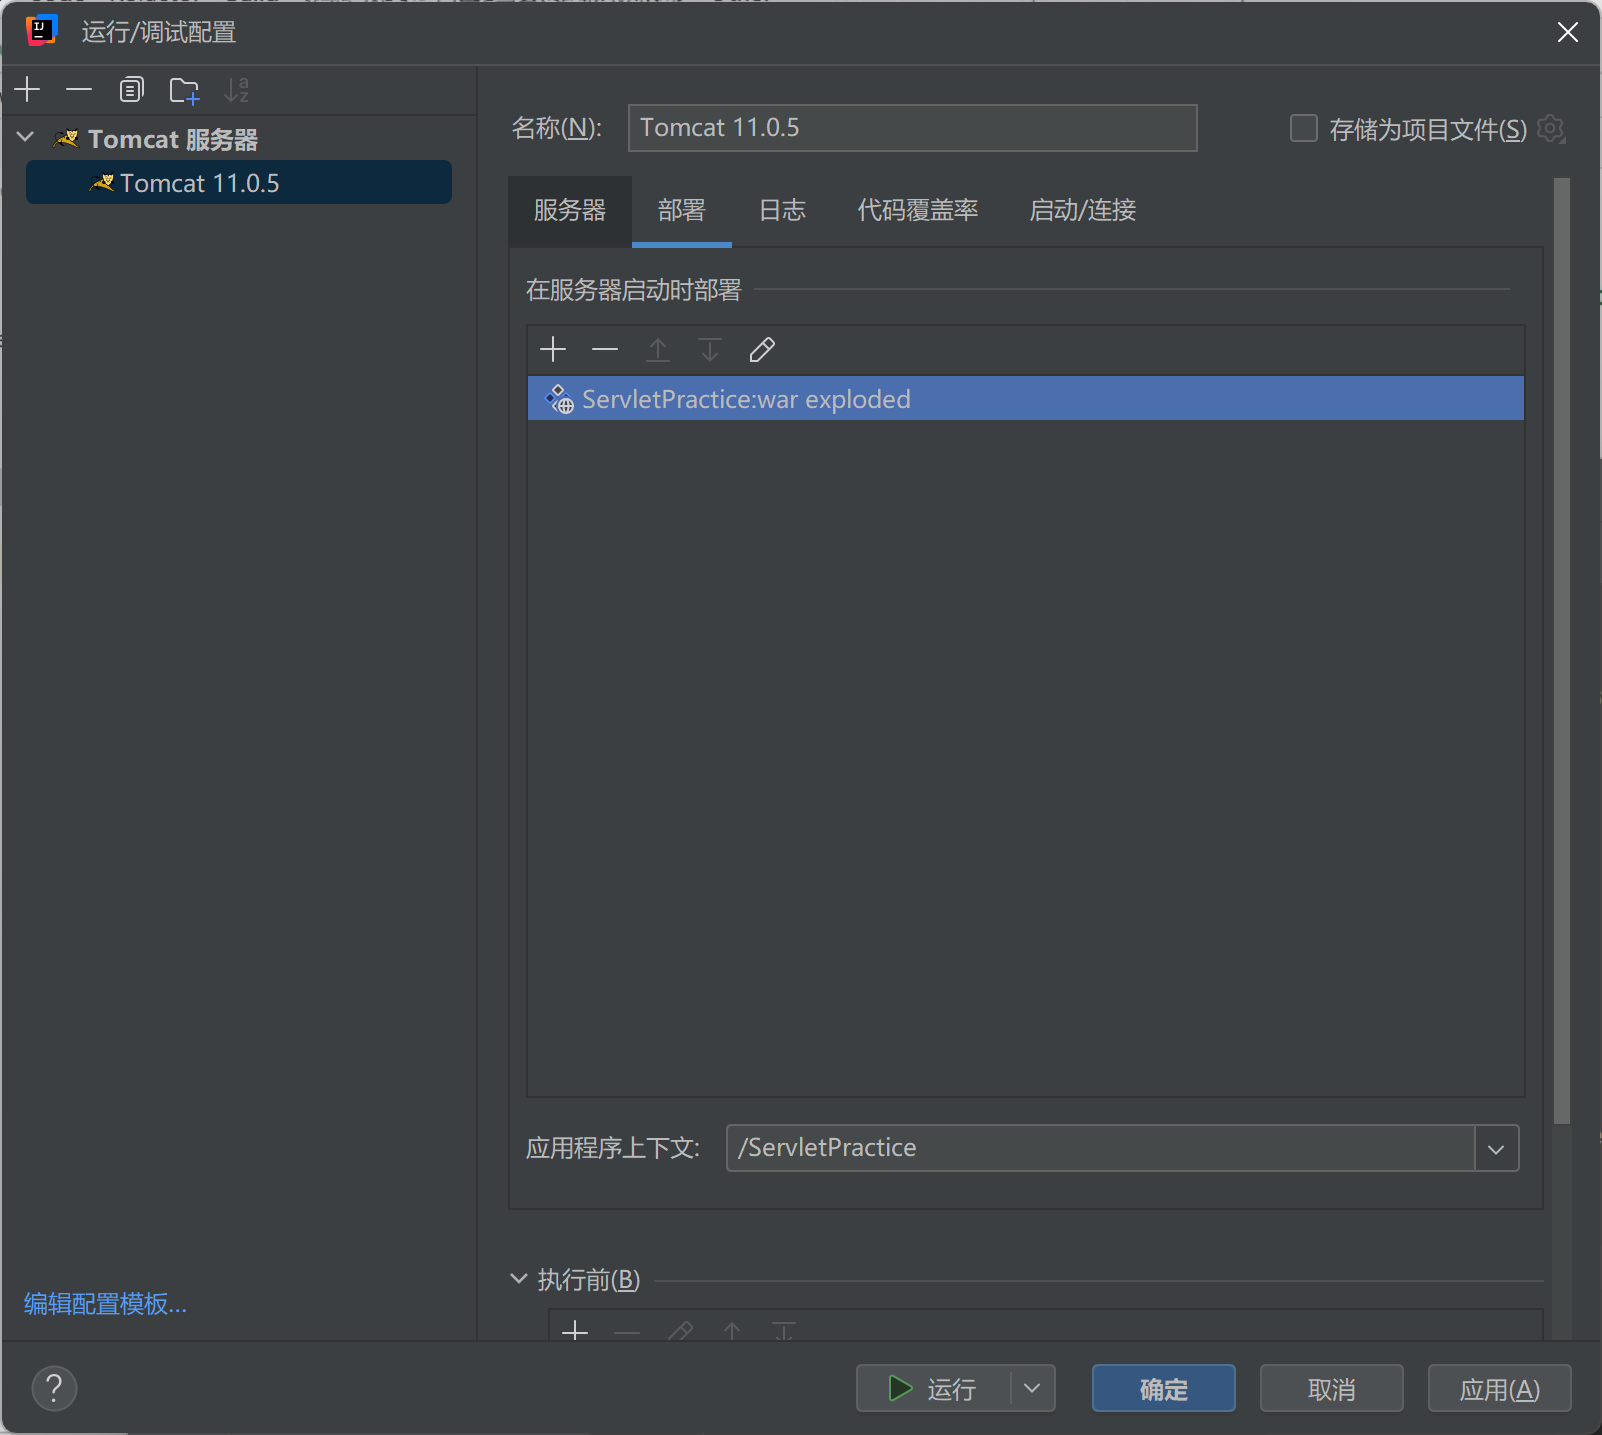 运行/调试配置
Tomcat 服务器
Tomcat 11.0.5
编辑配置模板...
名称(N):
Tomcat 11.0.5
存储为项目文件(S)
服务器 部署 日志 代码覆盖率 启动/连接
在服务器启动时部署
ServletPractice:war exploded
应用程序上下文:
/ServletPractice
执行前(B)
?
运行
确定
取消
应用(A)